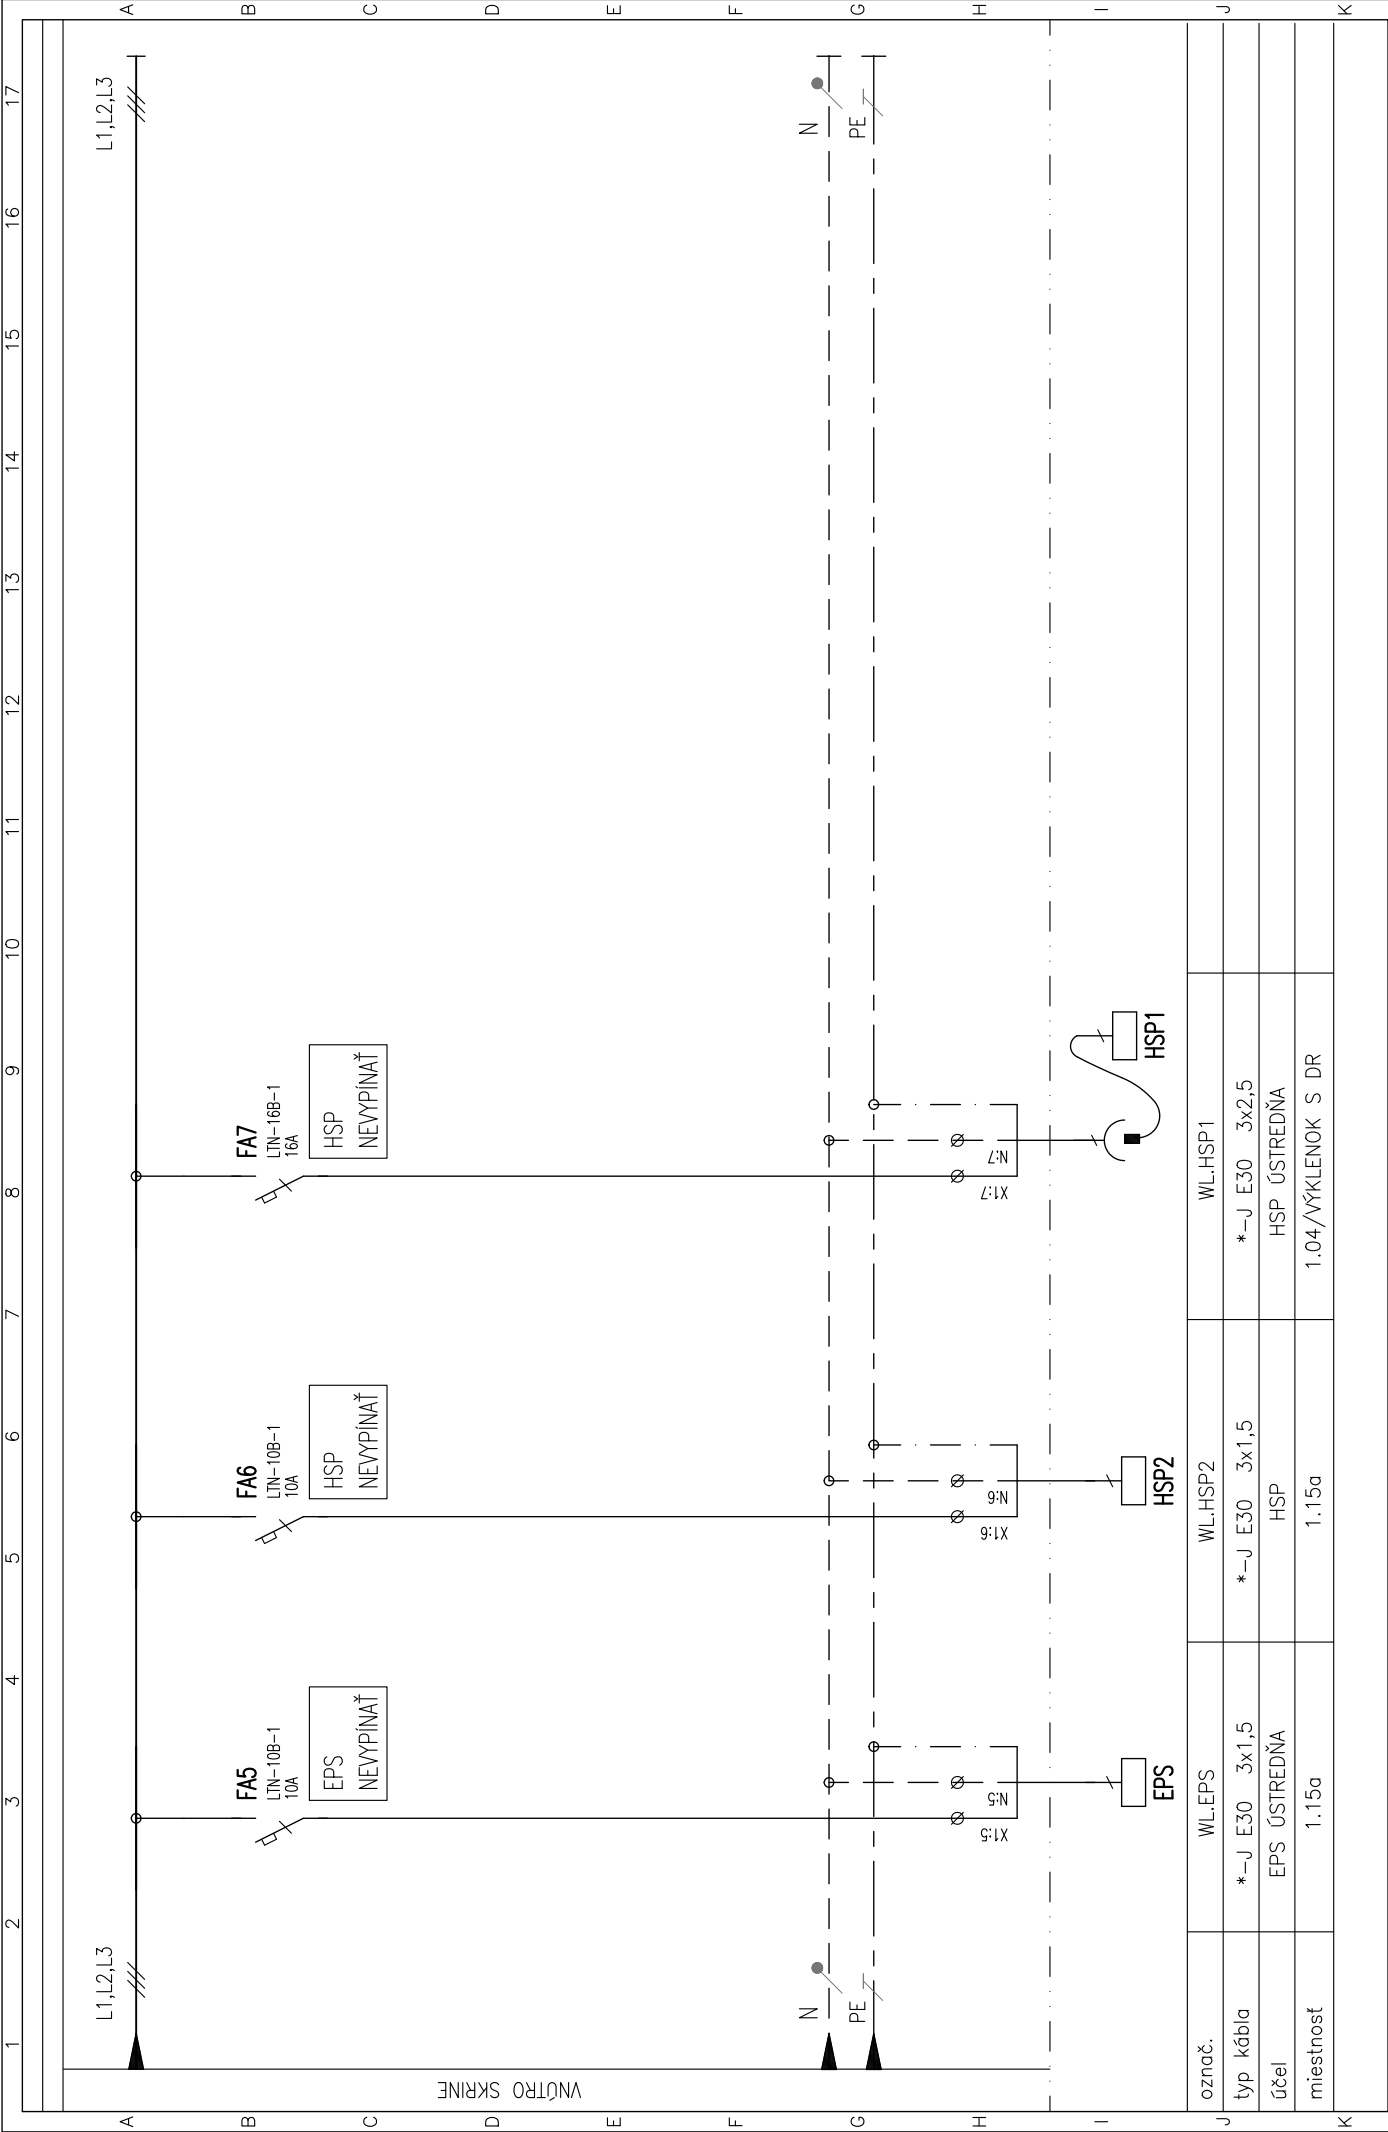 1 2 3 4 5 6 7 8 9 10 11 12 13 14 15 16 17
A
B
C
D
E
F
G
H
I
J
K
A
B
C
D
E
F
G
H
I
J
K
VNÚTRO SKRINE
L1,L2,L3
L1,L2,L3
FA5
LTN-10B-1
10A
EPS
NEVYPÍNAŤ
FA6
LTN-10B-1
10A
HSP
NEVYPÍNAŤ
FA7
LTN-16B-1
16A
HSP
NEVYPÍNAŤ
N
N
PE
PE
X1:5
N:5
X1:6
N:6
X1:7
N:7
EPS
HSP2
HSP1
označ. WL.EPS WL.HSP2 WL.HSP1
typ kábla *-J E30 3x1,5 *-J E30 3x1,5 *-J E30 3x2,5
účel EPS ÚSTREDŇA HSP HSP ÚSTREDŇA
miestnosť 1.15a 1.15a 1.04/VÝKLENOK S DR